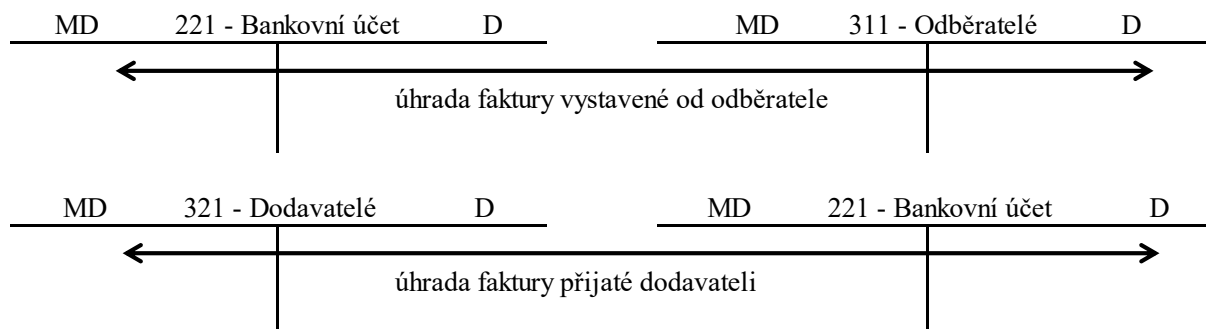 MD 221 - Bankovní účet D MD 311 - Odběratelé D
úhrada faktury vystavené od odběratele
MD 321 - Dodavatelé D MD 221 - Bankovní účet D
úhrada faktury přijaté dodavateli